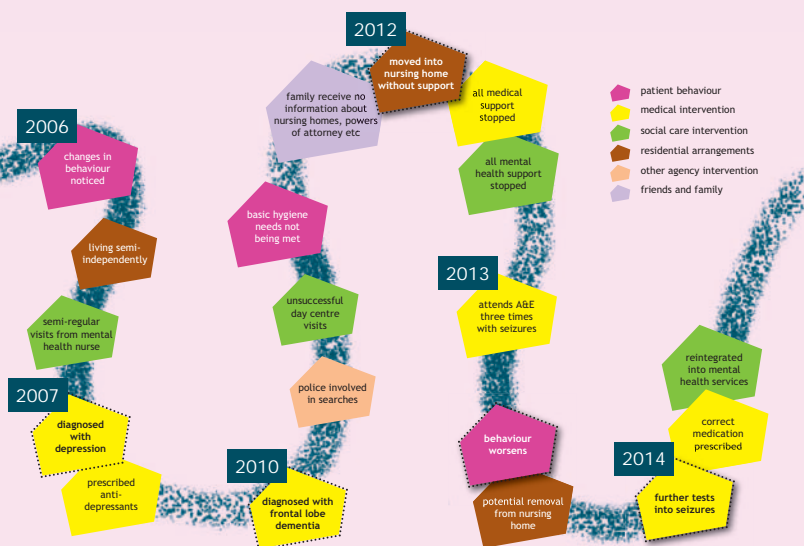 2006
changes in
behaviour
noticed
living semi-
independently
semi-regular
visits from mental
health nurse
2007
diagnosed
with
depression
prescribed
anti-
depressants
2010
diagnosed with
frontal lobe
dementia
police involved
in searches
unsuccessful
day centre
visits
basic hygiene
needs not
being met
family receive no
information about
nursing homes, powers
of attorney etc
2012
moved into
nursing home
without support
all medical
support
stopped
all mental
health support
stopped
2013
attends A&E
three times
with seizures
behaviour
worsens
potential removal
from nursing
home
2014
further tests
into seizures
correct
medication
prescribed
reintegrated
into mental
health services
patient behaviour
medical intervention
social care intervention
residential arrangements
other agency intervention
friends and family